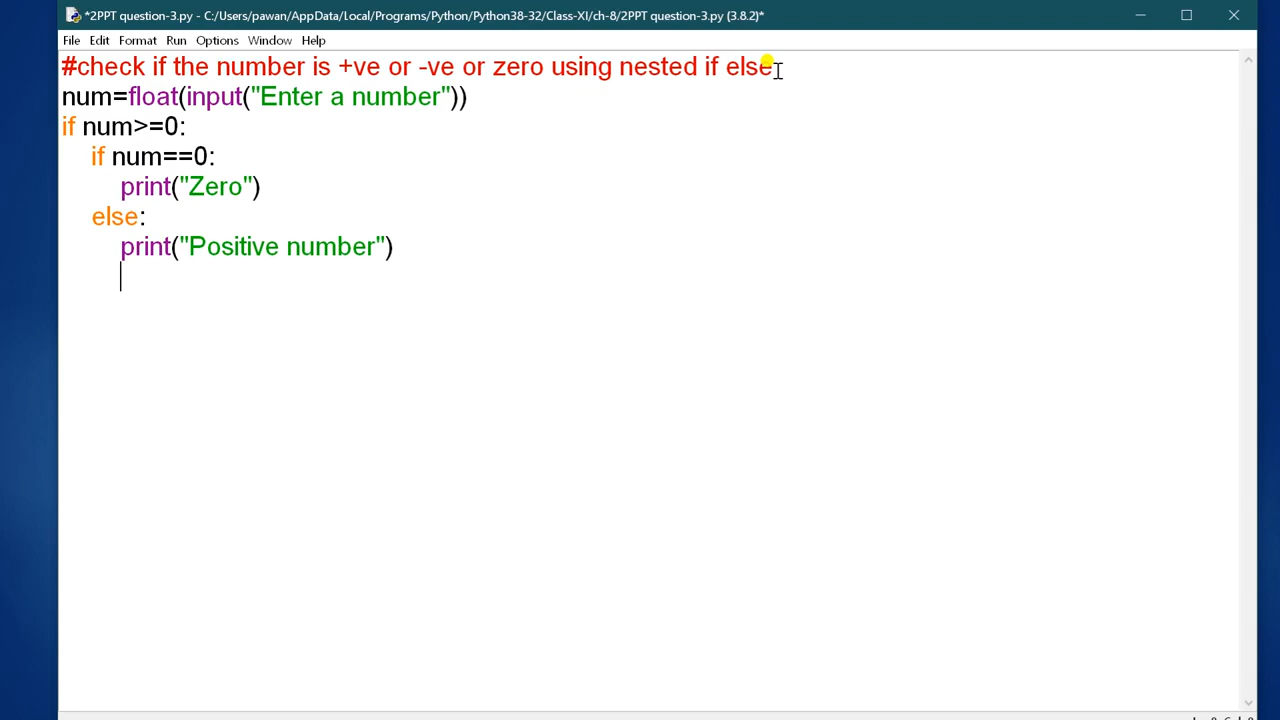 *2PPT question-3.py - C:/Users/pawan/AppData/Local/Programs/Python/Python38-32/Class-XI/ch-8/2PPT question-3.py (3.8.2)*
File Edit Format Run Options Window Help
#check if the number is +ve or -ve or zero using nested if else
num=float(input("Enter a number"))
if num>=0:
    if num==0:
        print("Zero")
    else:
        print("Positive number")